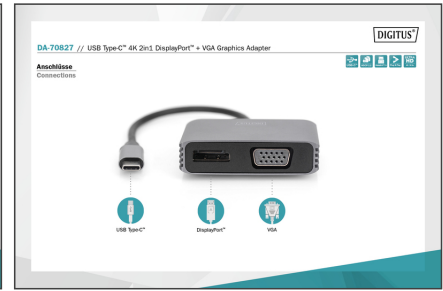 DIGITUS®
DA-70827 // USB Type-C™ 4K 2in1 DisplayPort™ + VGA Graphics Adapter
Anschlüsse
Connections
USB Type-C™
DisplayPort™
VGA